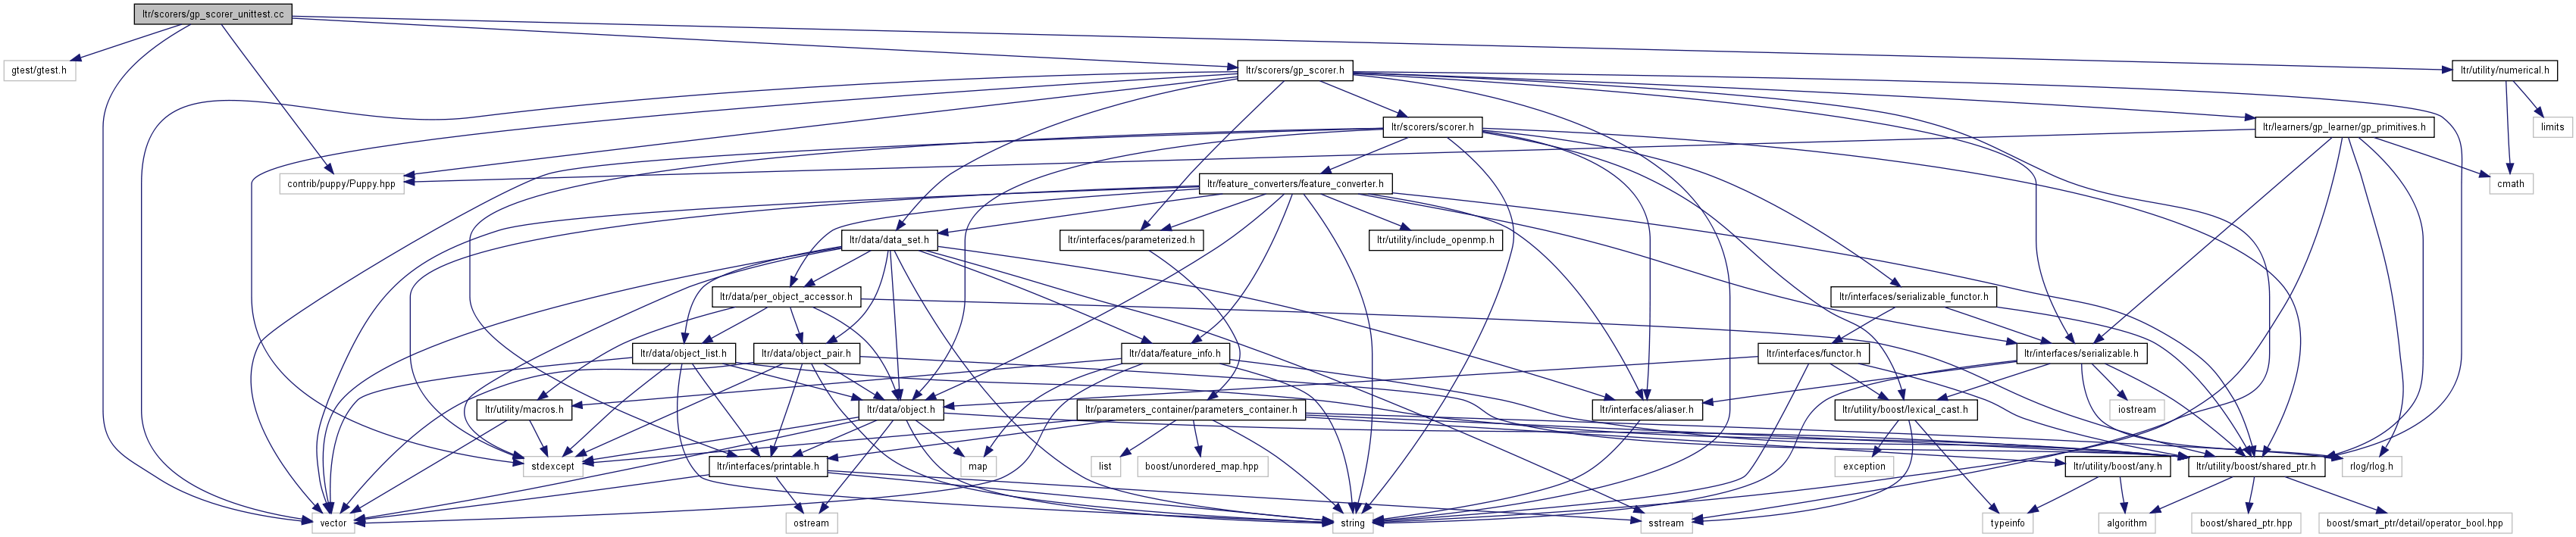 ltr/scorers/gp_scorer_unittest.cc
gtest/gtest.h
ltr/scorers/gp_scorer.h
ltr/utility/numerical.h
ltr/scorers/scorer.h
ltr/learners/gp_learner/gp_primitives.h
limits
contrib/puppy/Puppy.hpp
ltr/feature_converters/feature_converter.h
cmath
ltr/data/data_set.h
ltr/interfaces/parameterized.h
ltr/utility/include_openmp.h
ltr/data/per_object_accessor.h
ltr/interfaces/serializable_functor.h
ltr/data/object_list.h
ltr/data/object_pair.h
ltr/data/feature_info.h
ltr/interfaces/functor.h
ltr/interfaces/serializable.h
ltr/utility/macros.h
ltr/data/object.h
ltr/parameters_container/parameters_container.h
ltr/interfaces/aliaser.h
ltr/utility/boost/lexical_cast.h
iostream
stdexcept
ltr/interfaces/printable.h
map
list
boost/unordered_map.hpp
exception
ltr/utility/boost/any.h
ltr/utility/boost/shared_ptr.h
rlog/rlog.h
vector
ostream
string
sstream
typeinfo
algorithm
boost/shared_ptr.hpp
boost/smart_ptr/detail/operator_bool.hpp